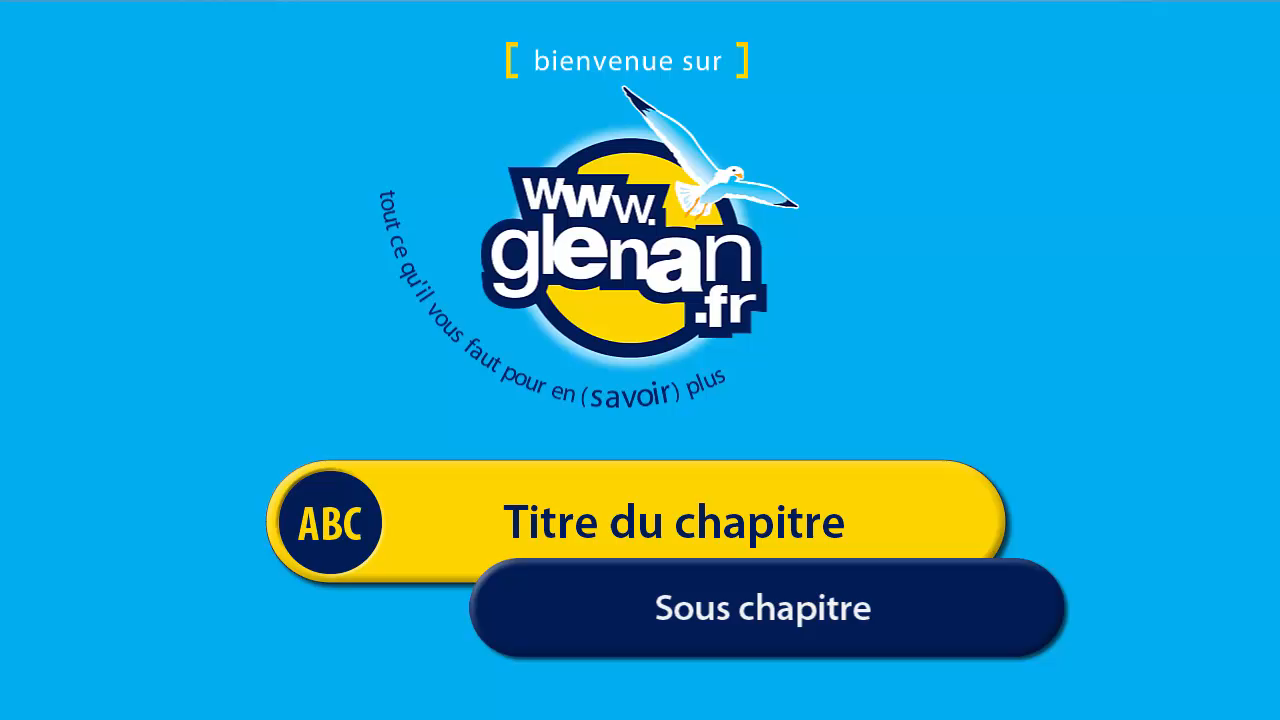 [ bienvenue sur ]
www.
glenan
.fr
tout ce qu'il vous faut pour en (savoir) plus
ABC
Titre du chapitre
Sous chapitre